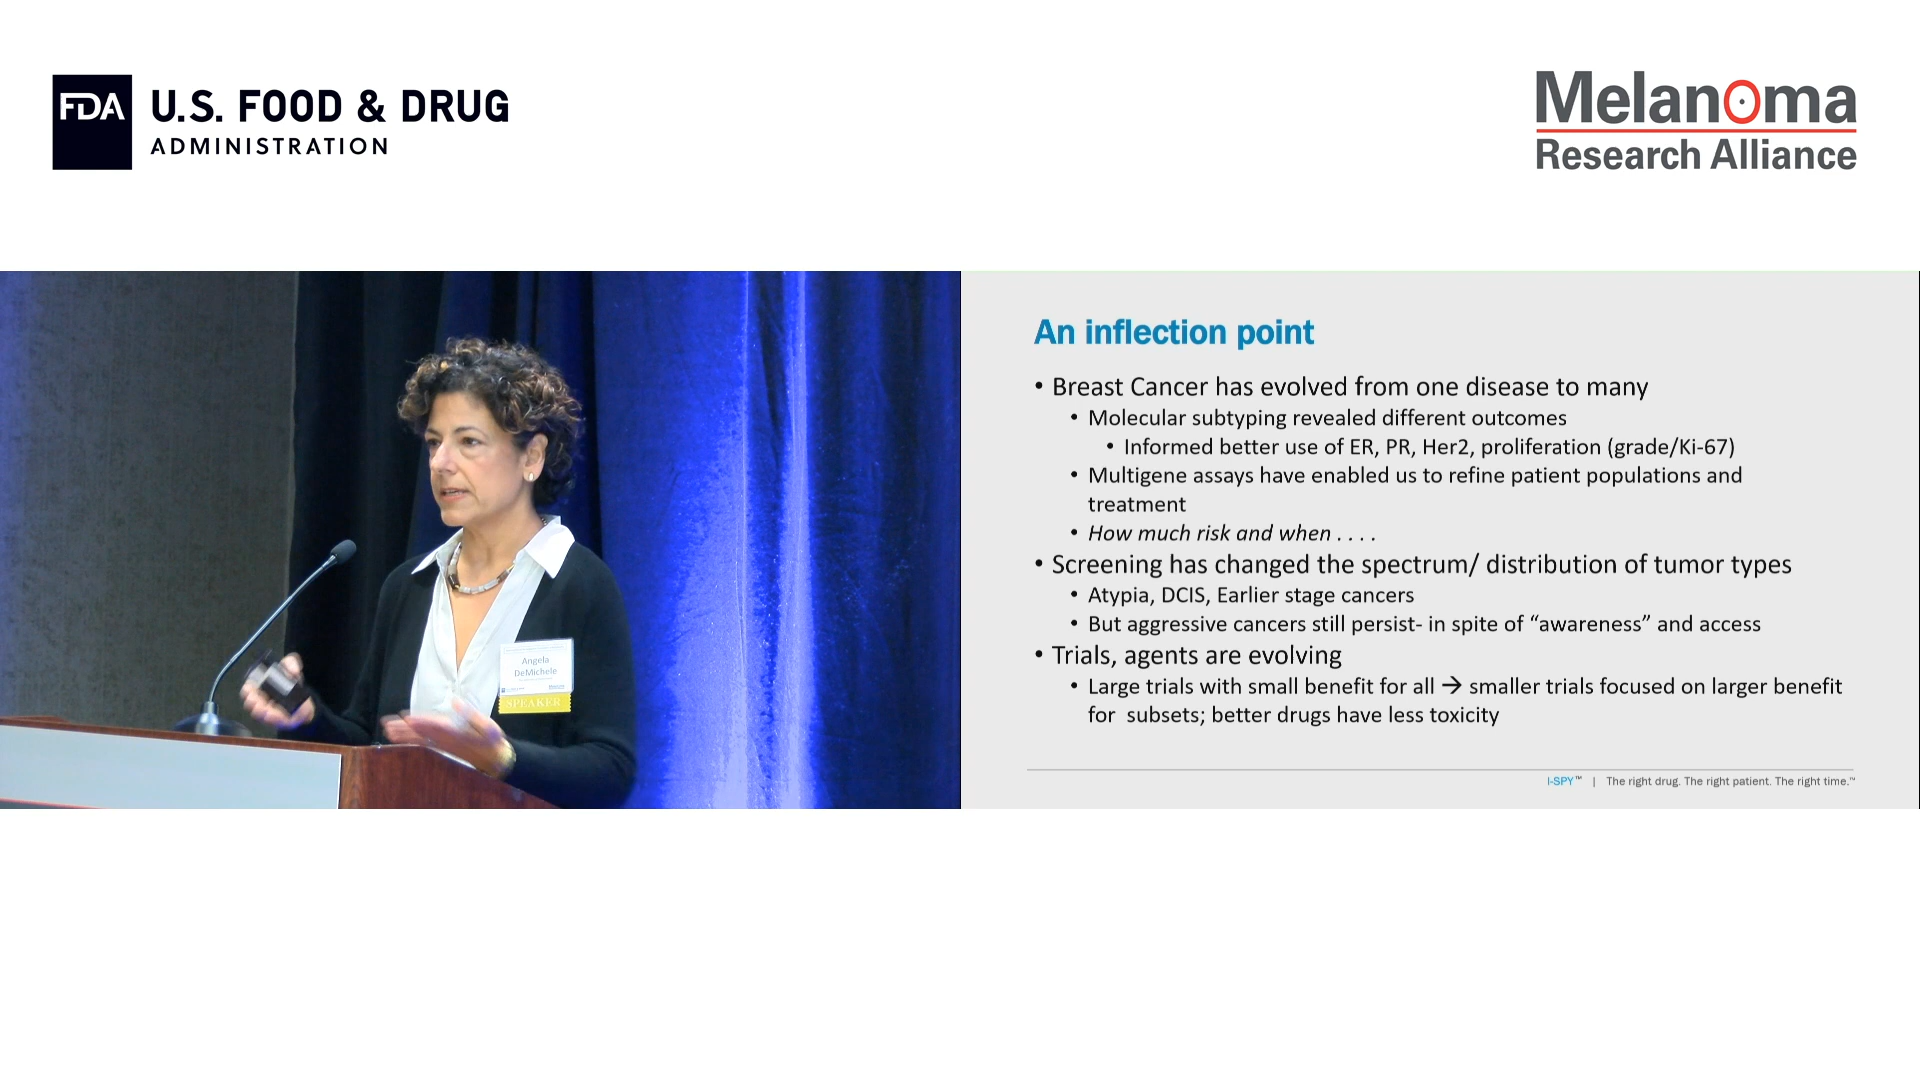 FDA
U.S. FOOD & DRUG
ADMINISTRATION
Melanoma
Research Alliance
Angela
DeMichele
SPEAKER
An inflection point
• Breast Cancer has evolved from one disease to many
• Molecular subtyping revealed different outcomes
• Informed better use of ER, PR, Her2, proliferation (grade/Ki-67)
• Multigene assays have enabled us to refine patient populations and
treatment
• How much risk and when . . . .
• Screening has changed the spectrum/ distribution of tumor types
• Atypia, DCIS, Earlier stage cancers
• But aggressive cancers still persist- in spite of “awareness” and access
• Trials, agents are evolving
• Large trials with small benefit for all → smaller trials focused on larger benefit
for subsets; better drugs have less toxicity
I-SPY™ | The right drug. The right patient. The right time.™